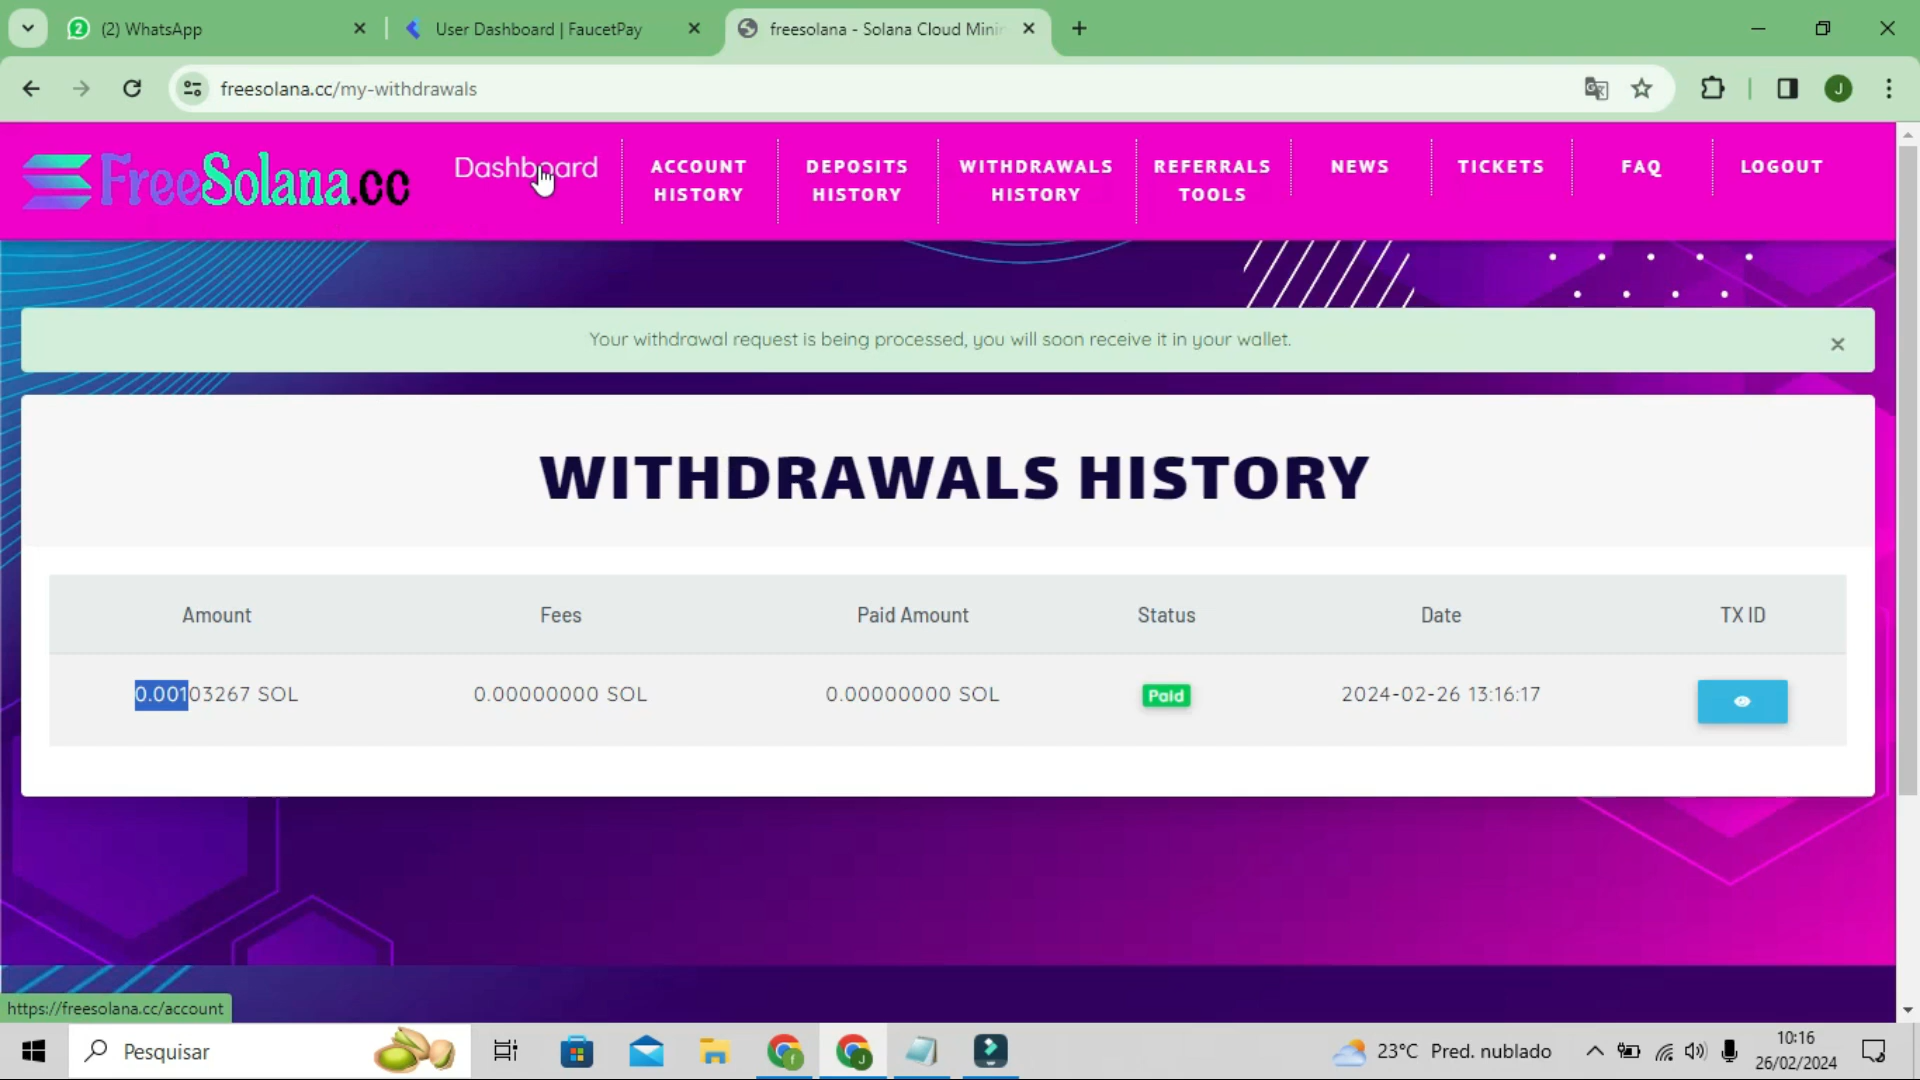 (2) WhatsApp
User Dashboard | FaucetPay
freesolana - Solana Cloud Minin
freesolana.cc/my-withdrawals
J
FreeSolana.cc
Dashboard
ACCOUNT
HISTORY
DEPOSITS
HISTORY
WITHDRAWALS
HISTORY
REFERRALS
TOOLS
NEWS
TICKETS
FAQ
LOGOUT
Your withdrawal request is being processed, you will soon receive it in your wallet.
×
WITHDRAWALS HISTORY
Amount Fees Paid Amount Status Date TX ID
0.00103267 SOL 0.00000000 SOL 0.00000000 SOL Paid 2024-02-26 13:16:17
https://freesolana.cc/account
Pesquisar
23°C Pred. nublado
10:16
26/02/2024